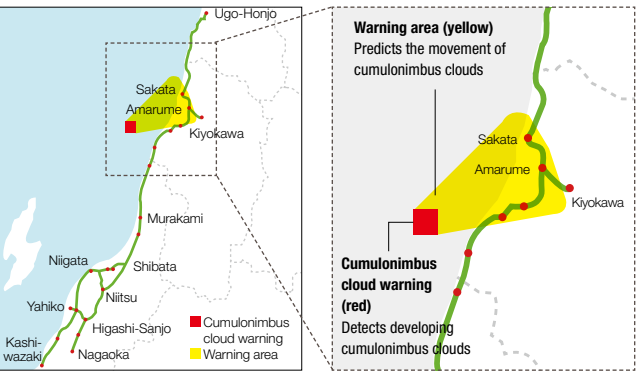 Ugo-Honjo
Sakata
Amarume
Kiyokawa
Murakami
Niigata
Shibata
Niitsu
Yahiko
Higashi-Sanjo
Kashi-
wazaki
Nagaoka
Cumulonimbus
cloud warning
Warning area
Warning area (yellow)
Predicts the movement of
cumulonimbus clouds
Sakata
Amarume
Kiyokawa
Cumulonimbus
cloud warning
(red)
Detects developing
cumulonimbus clouds